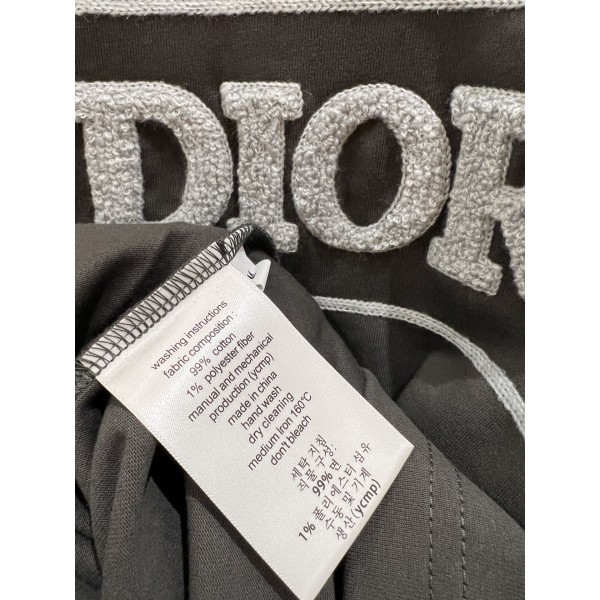 DIOR
washing instructions
fabric composition :
99% cotton
1% polyester fiber
manual and mechanical
production (ycmp)
made in china
hand wash
dry cleaning
medium Iron 160°C
don't bleach
세탁 지침
직물 구성:
99% 면
1% 폴리에스터 섬유
수동 및 기계
생산(ycmp)